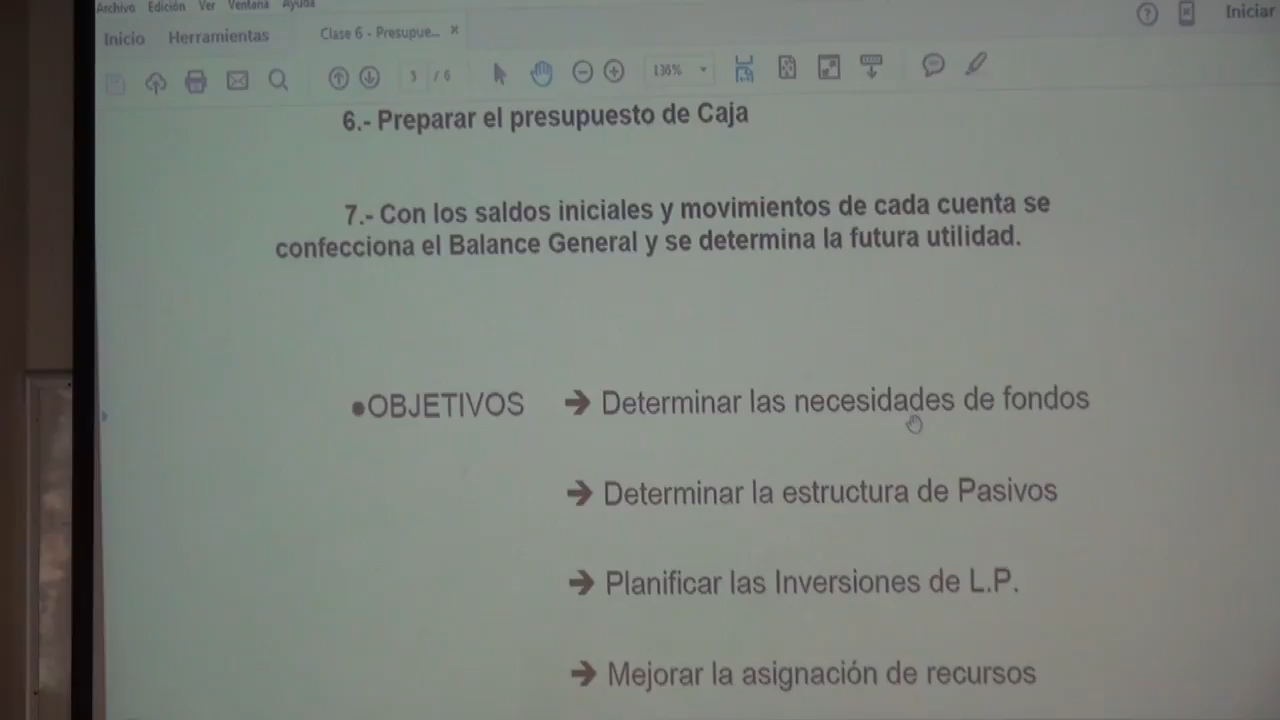 Archivo Edición Ver Ventana Ayuda
Iniciar
Inicio Herramientas Clase 6 - Presupue... ×
3 / 6 136%
6.- Preparar el presupuesto de Caja
7.- Con los saldos iniciales y movimientos de cada cuenta se
confecciona el Balance General y se determina la futura utilidad.
●OBJETIVOS ➔ Determinar las necesidades de fondos
➔ Determinar la estructura de Pasivos
➔ Planificar las Inversiones de L.P.
➔ Mejorar la asignación de recursos